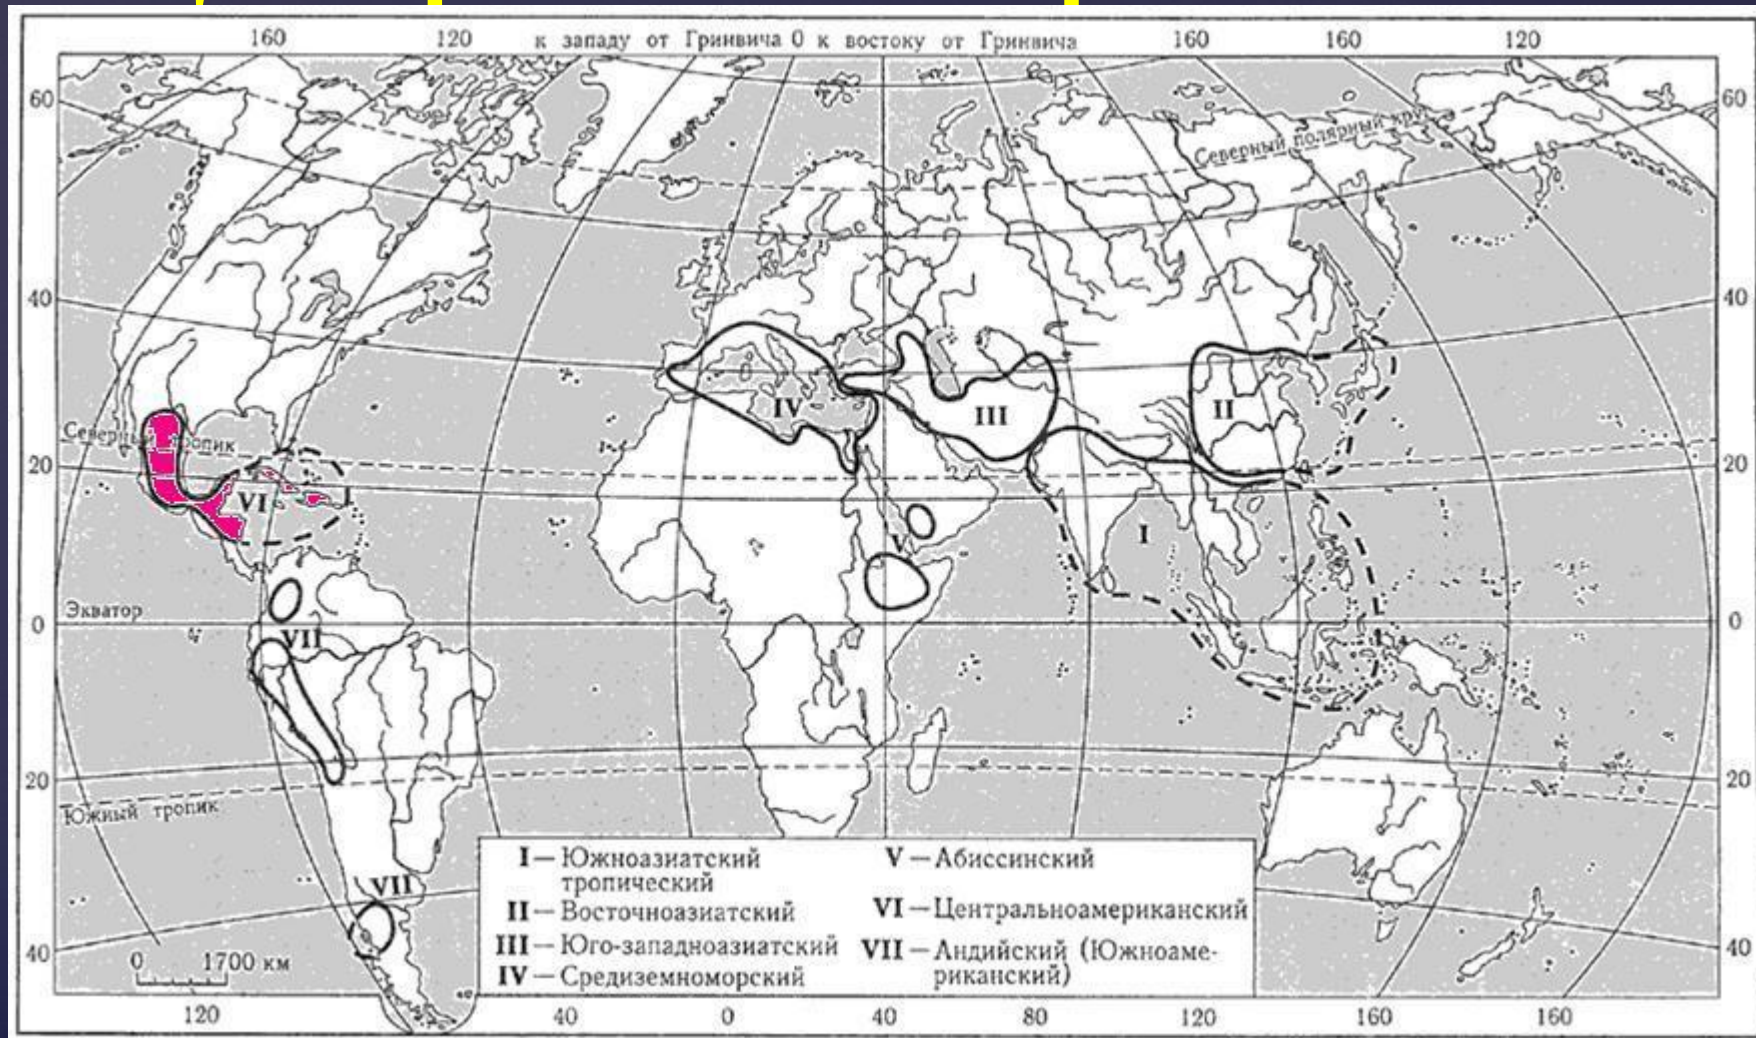 160 120 к западу от Гринвича 0 к востоку от Гринвича 160 160 120
60 60
Северный полярный круг
40 40
Северный тропик
20 20
IV III II
VI
I
V
Экватор
0 0
VII
20 20
Южный тропик
VII
I — Южноазиатский
тропический
II — Восточноазиатский
III — Юго-западноазиатский
IV — Средиземноморский
V — Абиссинский
VI — Центральноамериканский
VII — Андийский (Южноаме-
риканский)
40 40
0 1700 км
120 40 0 40 80 120 160 160